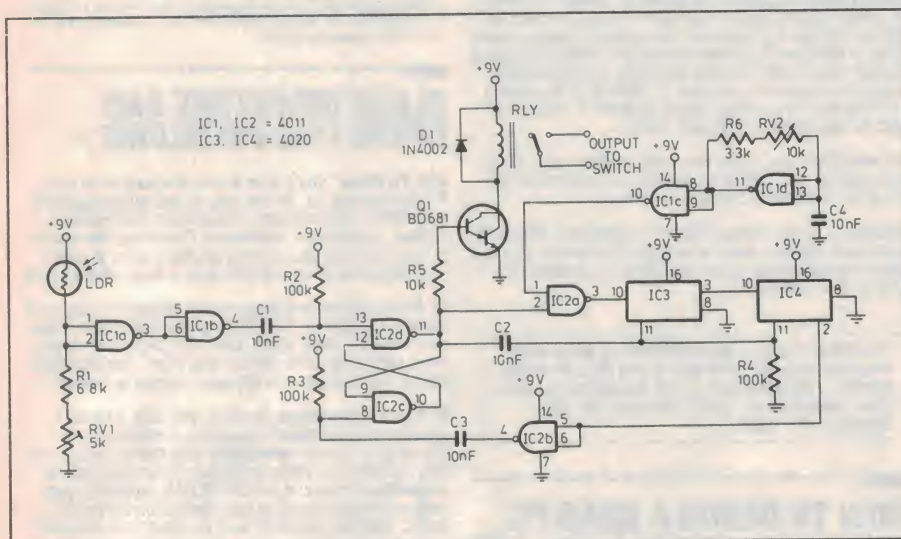 IC1, IC2 = 4011
IC3, IC4 = 4020
+9V
RLY
D1
1N4002
OUTPUT
TO
SWITCH
Q1
BD681
+9V
14
10
IC1c
8
9
7
11
IC1d
12
13
R6
3.3k
RV2
10k
C4
10nF
+9V
LDR
1
2
IC1a
3
5
6
IC1b
4
C1
10nF
R1
6.8k
RV1
5k
+9V
R2
100k
+9V
R3
100k
13
12
IC2d
11
9
8
IC2c
10
R5
10k
C2
10nF
1
2
IC2a
3
+9V
16
10
IC3
3
8
11
+9V
16
10
IC4
8
11
2
R4
100k
C3
10nF
+9V
14
4
IC2b
5
6
7